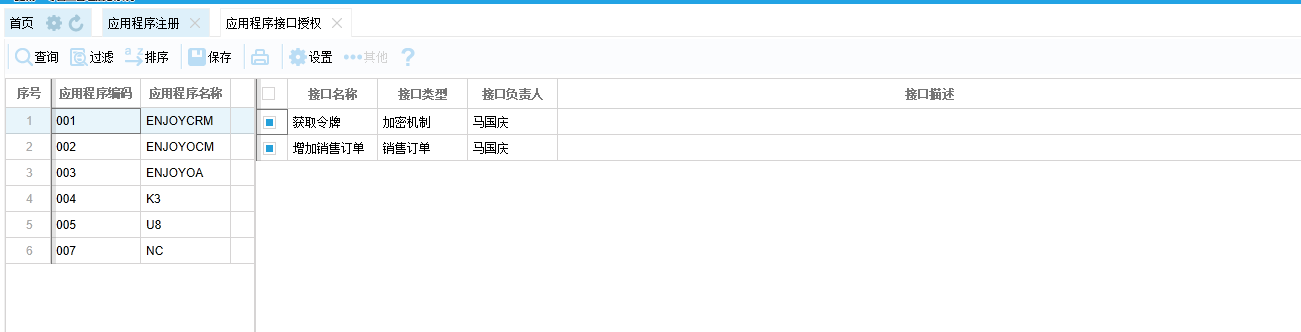 首页 应用程序注册 应用程序接口授权
查询 过滤 排序 保存 设置 其他
序号 应用程序编码 应用程序名称 接口名称 接口类型 接口负责人 接口描述
1 001 ENJOYCRM 获取令牌 加密机制 马国庆
2 002 ENJOYOCM 增加销售订单 销售订单 马国庆
3 003 ENJOYOA
4 004 K3
5 005 U8
6 007 NC